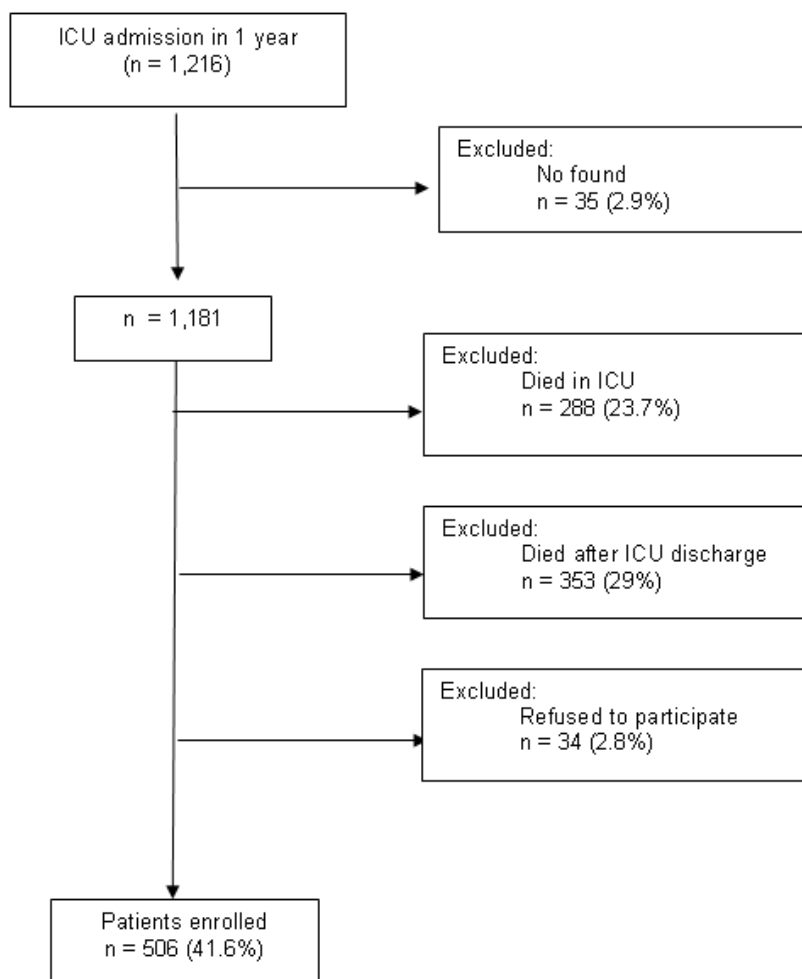 ICU admission in 1 year
(n = 1,216)
Excluded:
No found
n = 35 (2.9%)
n = 1,181
Excluded:
Died in ICU
n = 288 (23.7%)
Excluded:
Died after ICU discharge
n = 353 (29%)
Excluded:
Refused to participate
n = 34 (2.8%)
Patients enrolled
n = 506 (41.6%)